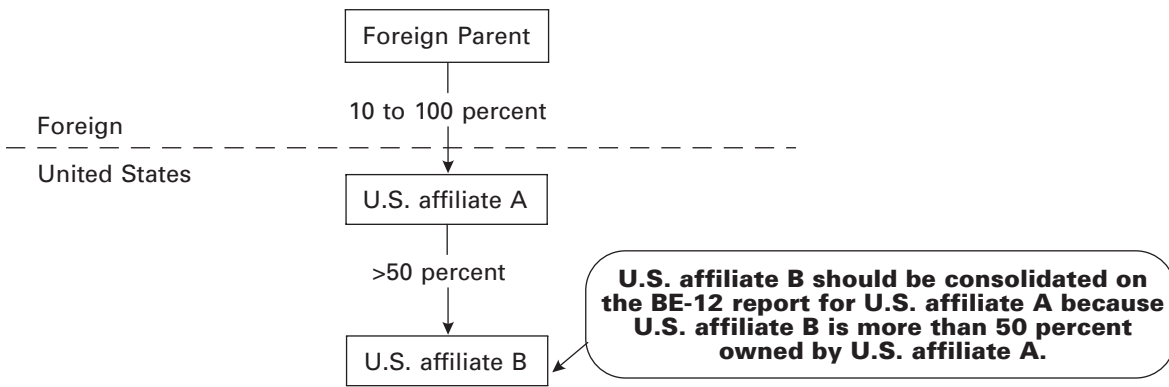 Foreign Parent
10 to 100 percent
Foreign
United States
U.S. affiliate A
>50 percent
U.S. affiliate B should be consolidated on
the BE-12 report for U.S. affiliate A because
U.S. affiliate B is more than 50 percent
owned by U.S. affiliate A.
U.S. affiliate B